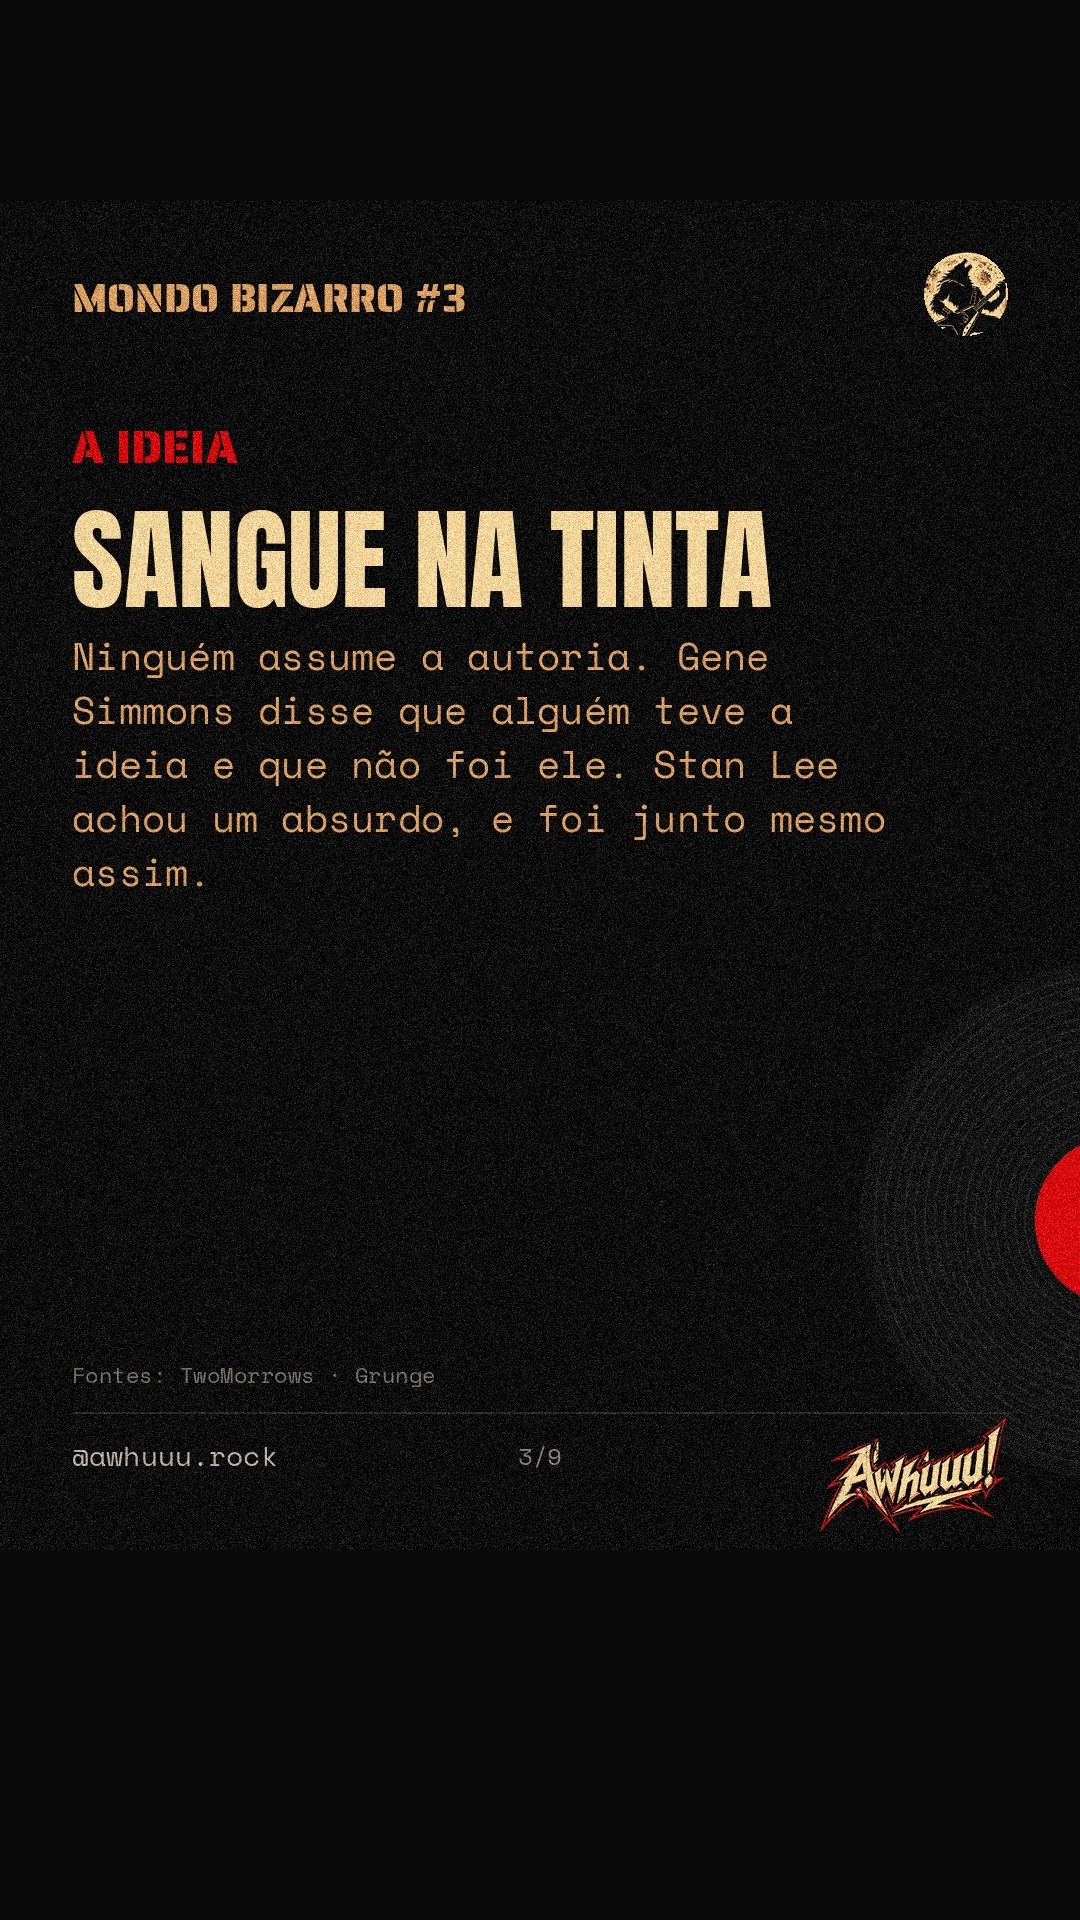 MONDO BIZARRO #3
A IDEIA
SANGUE NA TINTA
Ninguém assume a autoria. Gene
Simmons disse que alguém teve a
ideia e que não foi ele. Stan Lee
achou um absurdo, e foi junto mesmo
assim.
Fontes: TwoMorrows · Grunge
@awhuuu.rock
3/9
Awhuuu!